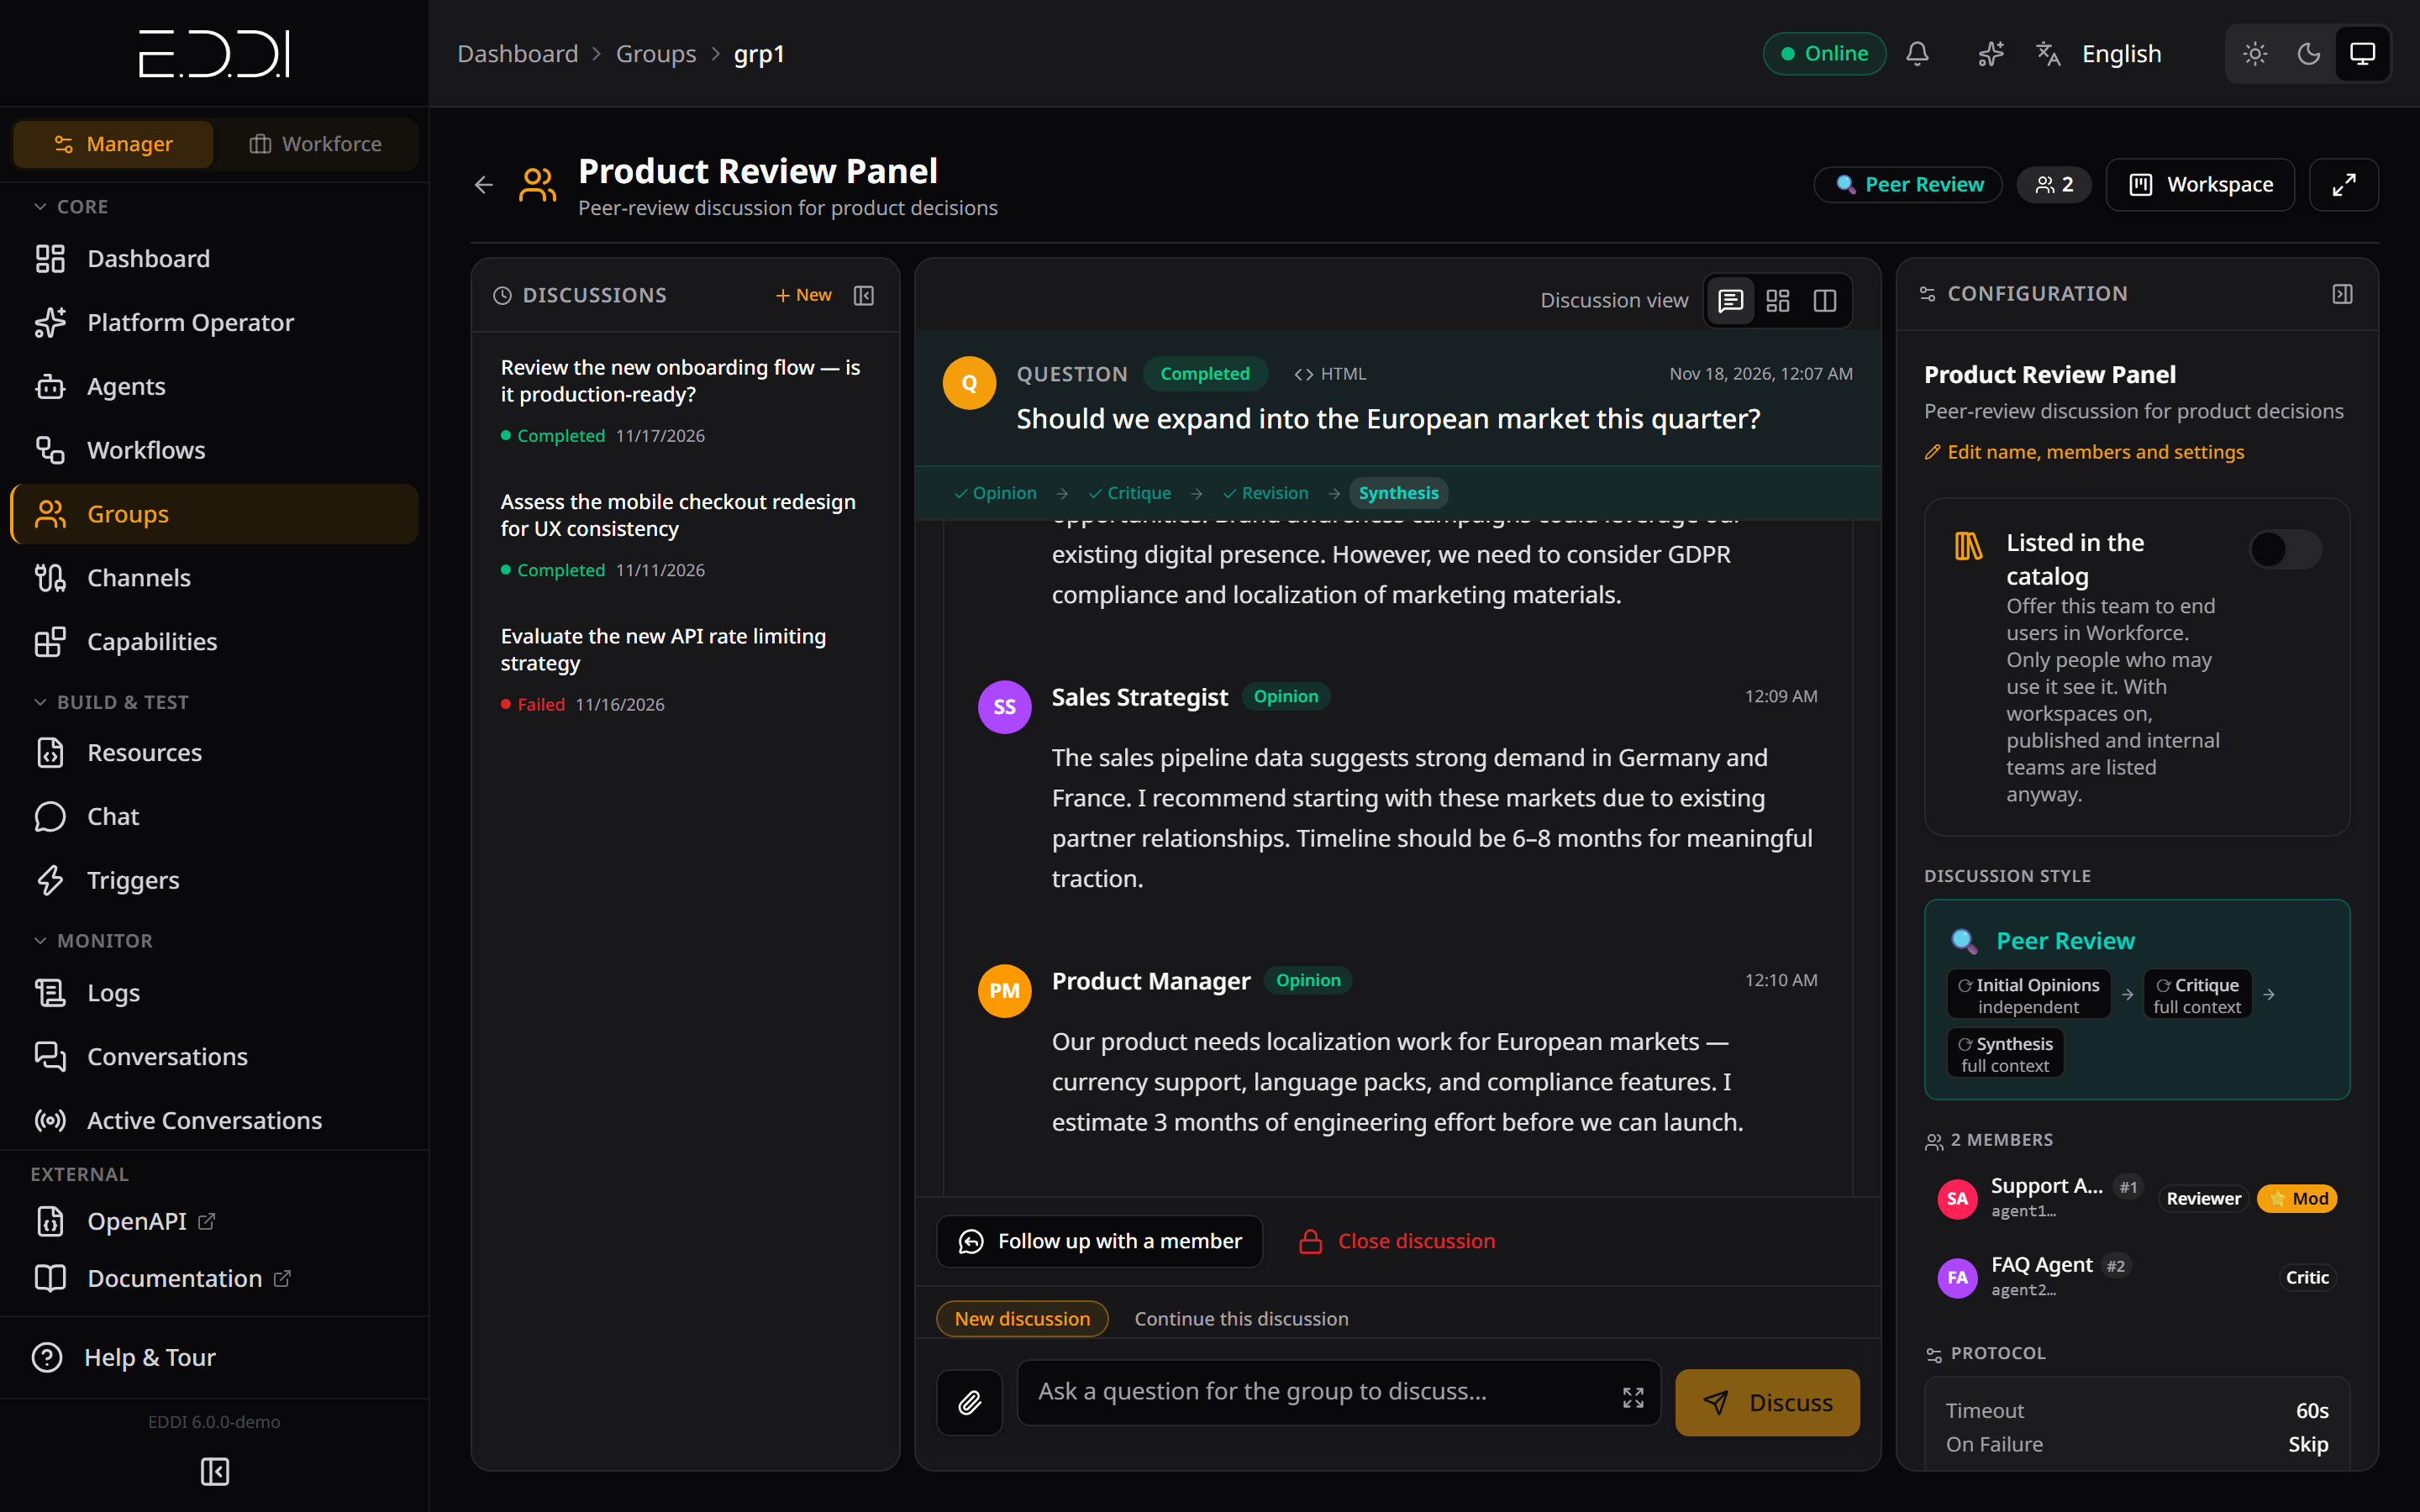 E.D.D.I
Dashboard > Groups > grp1
Online
English
Manager
Workforce
CORE
Dashboard
Platform Operator
Agents
Workflows
Groups
Channels
Capabilities
BUILD & TEST
Resources
Chat
Triggers
MONITOR
Logs
Conversations
Active Conversations
EXTERNAL
OpenAPI
Documentation
Help & Tour
EDDI 6.0.0-demo
Product Review Panel
Peer-review discussion for product decisions
Peer Review
2
Workspace
DISCUSSIONS
+ New
Review the new onboarding flow — is
it production-ready?
Completed 11/17/2026
Assess the mobile checkout redesign
for UX consistency
Completed 11/11/2026
Evaluate the new API rate limiting
strategy
Failed 11/16/2026
Discussion view
Q
QUESTION
Completed
HTML
Nov 18, 2026, 12:07 AM
Should we expand into the European market this quarter?
Opinion → Critique → Revision → Synthesis
opportunities. Brand awareness campaigns could leverage our
existing digital presence. However, we need to consider GDPR
compliance and localization of marketing materials.
SS
Sales Strategist
Opinion
12:09 AM
The sales pipeline data suggests strong demand in Germany and
France. I recommend starting with these markets due to existing
partner relationships. Timeline should be 6–8 months for meaningful
traction.
PM
Product Manager
Opinion
12:10 AM
Our product needs localization work for European markets —
currency support, language packs, and compliance features. I
estimate 3 months of engineering effort before we can launch.
Follow up with a member
Close discussion
New discussion
Continue this discussion
Ask a question for the group to discuss...
Discuss
CONFIGURATION
Product Review Panel
Peer-review discussion for product decisions
Edit name, members and settings
Listed in the
catalog
Offer this team to end
users in Workforce.
Only people who may
use it see it. With
workspaces on,
published and internal
teams are listed
anyway.
DISCUSSION STYLE
Peer Review
Initial Opinions
independent
→
Critique
full context
→
Synthesis
full context
2 MEMBERS
SA
Support A... #1
agent1…
Reviewer
Mod
FA
FAQ Agent #2
agent2…
Critic
PROTOCOL
Timeout 60s
On Failure Skip